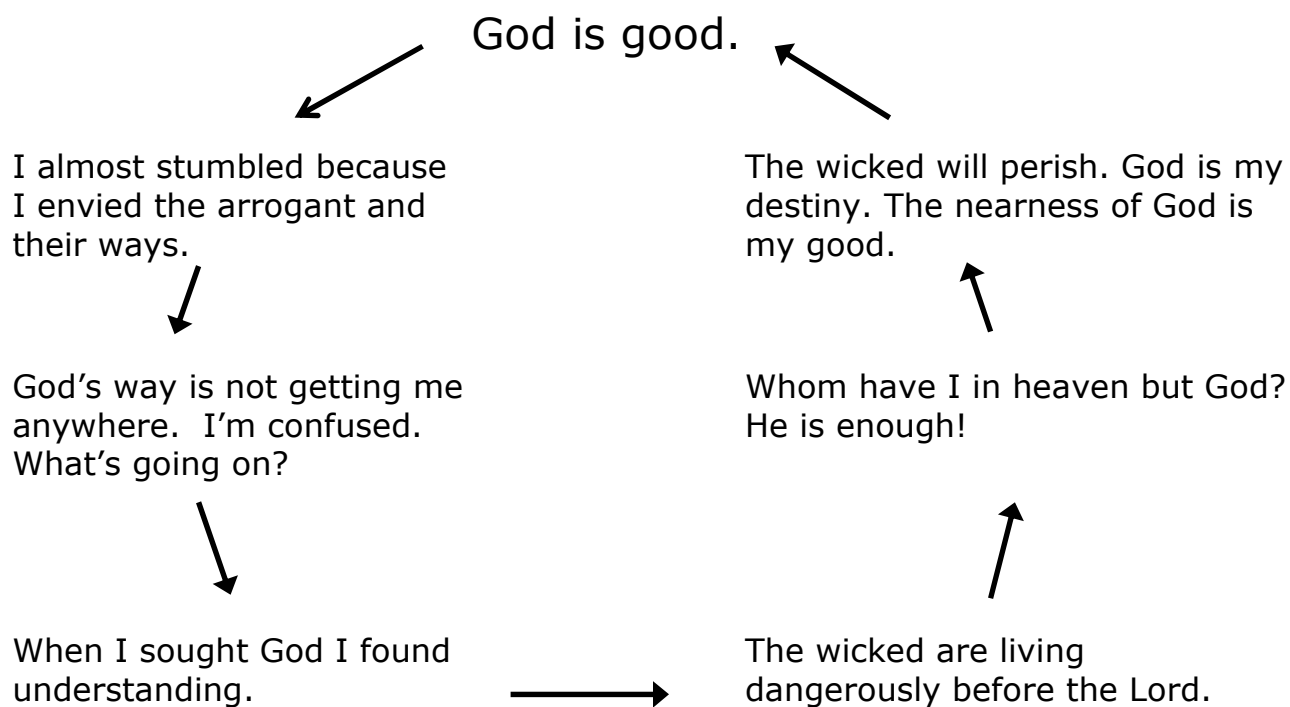 God is good.
I almost stumbled because
I envied the arrogant and
their ways.
God’s way is not getting me
anywhere.  I’m confused.
What’s going on?
When I sought God I found
understanding.
The wicked are living
dangerously before the Lord.
Whom have I in heaven but God?
He is enough!
The wicked will perish. God is my
destiny. The nearness of God is
my good.